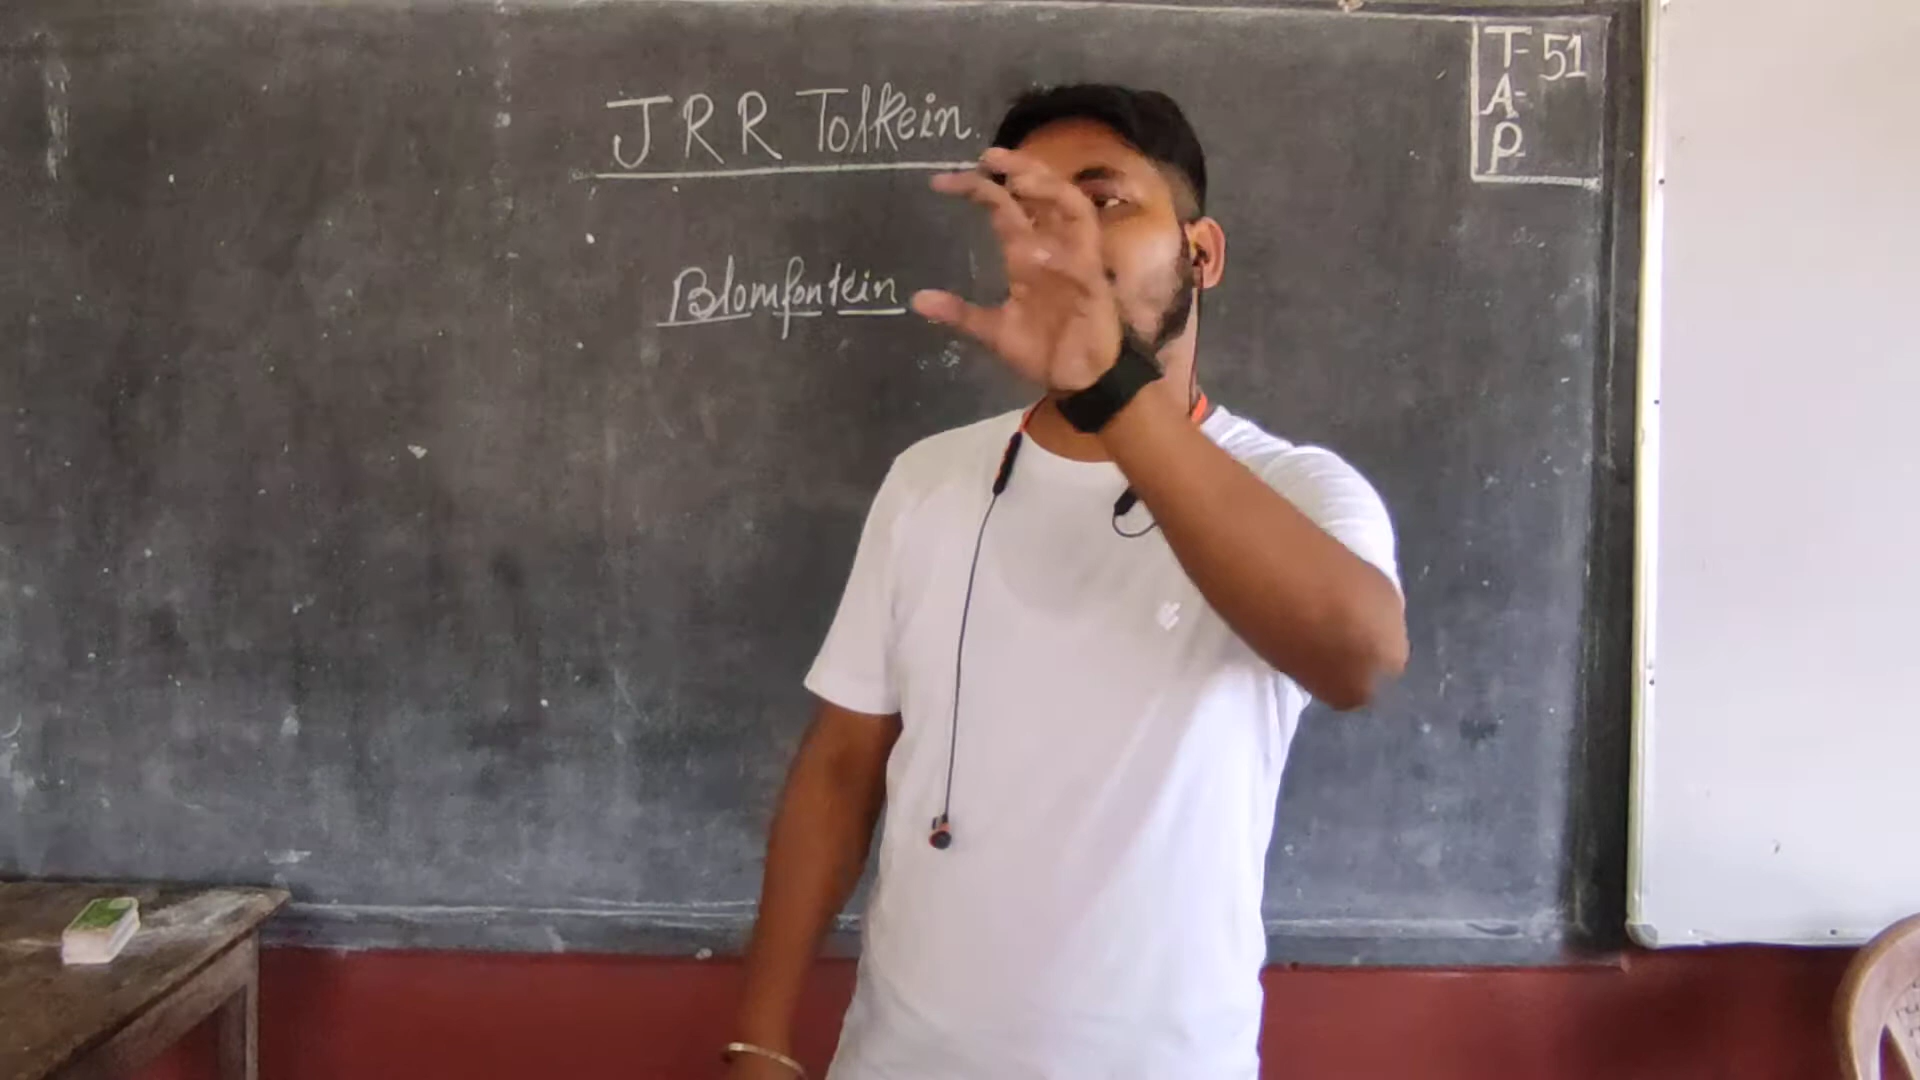 JRR Tolkein.
Blomfontein
T- 51
A-
P-